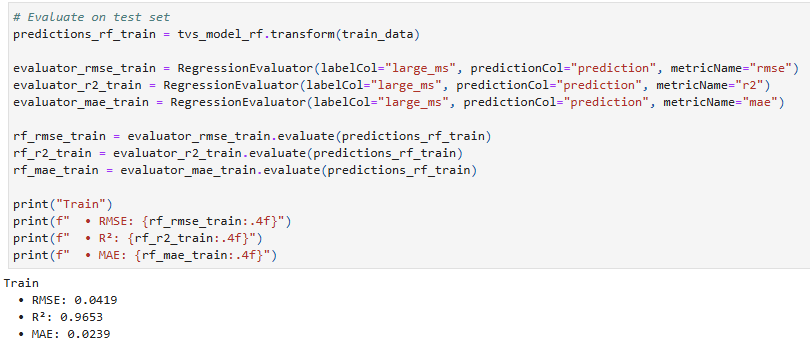 # Evaluate on test set
predictions_rf_train = tvs_model_rf.transform(train_data)
evaluator_rmse_train = RegressionEvaluator(labelCol="large_ms", predictionCol="prediction", metricName="rmse")
evaluator_r2_train = RegressionEvaluator(labelCol="large_ms", predictionCol="prediction", metricName="r2")
evaluator_mae_train = RegressionEvaluator(labelCol="large_ms", predictionCol="prediction", metricName="mae")
rf_rmse_train = evaluator_rmse_train.evaluate(predictions_rf_train)
rf_r2_train = evaluator_r2_train.evaluate(predictions_rf_train)
rf_mae_train = evaluator_mae_train.evaluate(predictions_rf_train)
print("Train")
print(f"  • RMSE: {rf_rmse_train:.4f}")
print(f"  • R²: {rf_r2_train:.4f}")
print(f"  • MAE: {rf_mae_train:.4f}")
Train
  • RMSE: 0.0419
  • R²: 0.9653
  • MAE: 0.0239